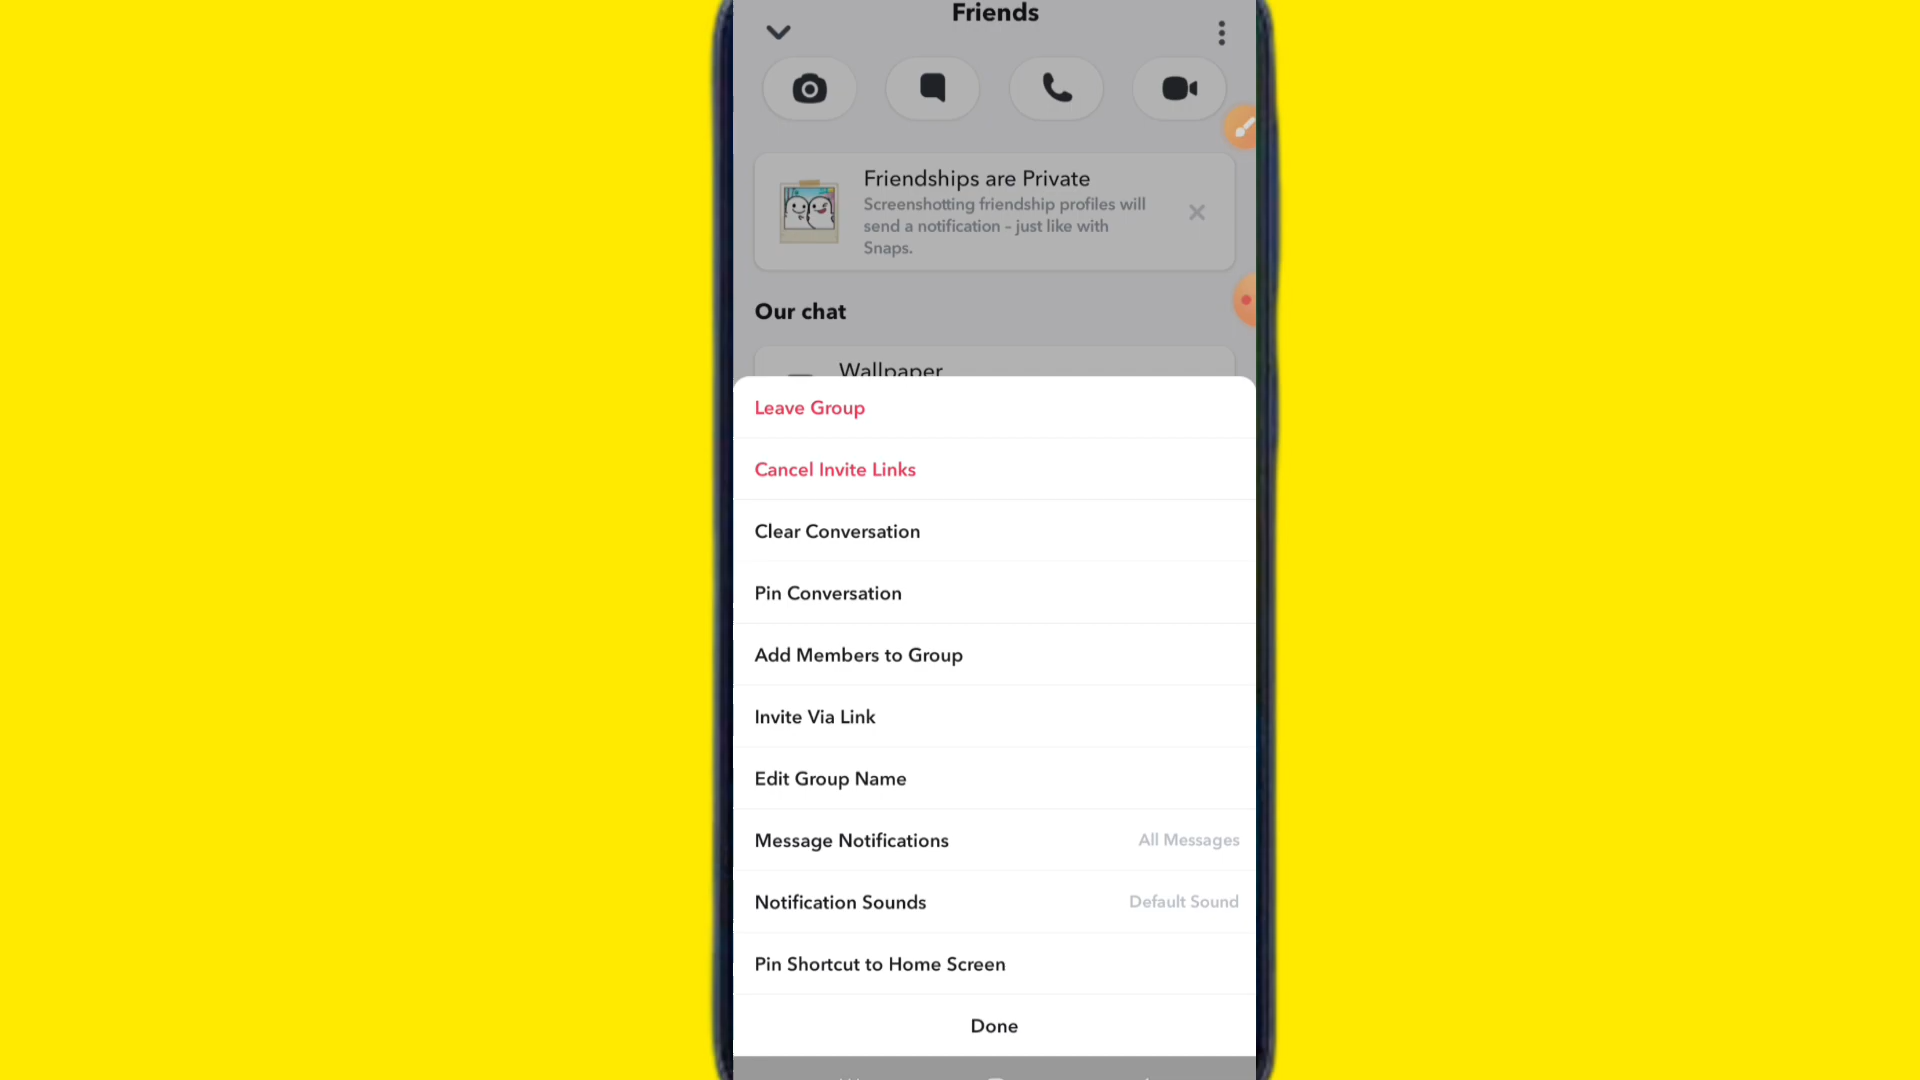 Friends
Friendships are Private
Screenshotting friendship profiles will
send a notification – just like with
Snaps.
Our chat
Wallpaper
Leave Group
Cancel Invite Links
Clear Conversation
Pin Conversation
Add Members to Group
Invite Via Link
Edit Group Name
Message Notifications All Messages
Notification Sounds Default Sound
Pin Shortcut to Home Screen
Done